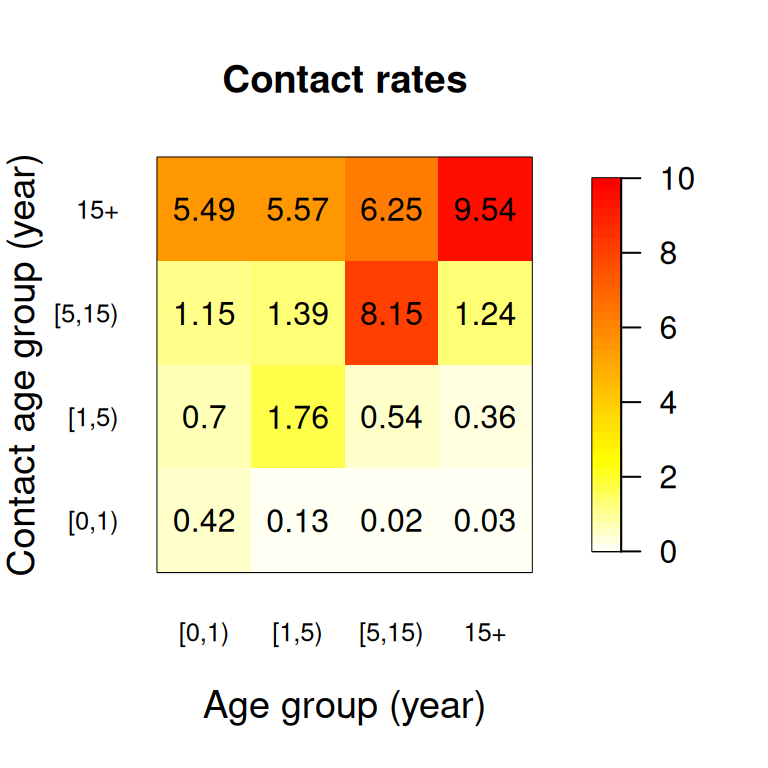 Contact rates
Contact age group (year)
15+ 5.49 5.57 6.25 9.54
[5,15) 1.15 1.39 8.15 1.24
[1,5) 0.7 1.76 0.54 0.36
[0,1) 0.42 0.13 0.02 0.03
[0,1) [1,5) [5,15) 15+
Age group (year)
10
8
6
4
2
0